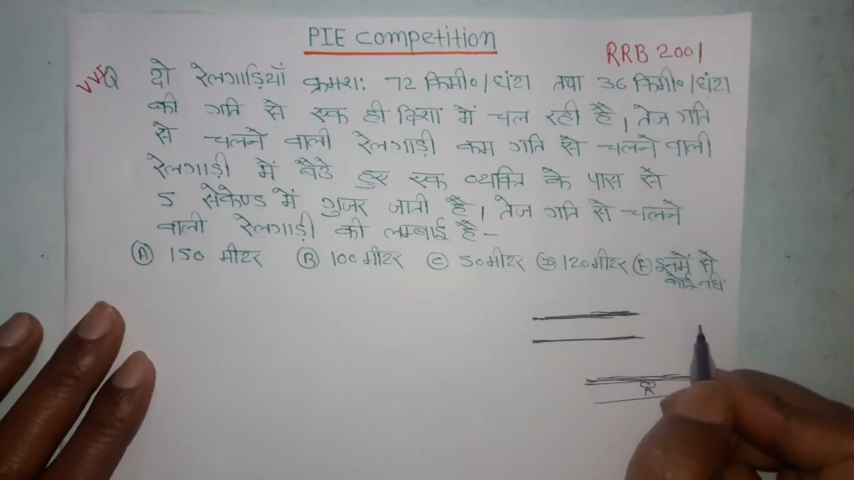 PIE Competition
RRB 2001
VVI Q दो रेलगाड़ियाँ क्रमश: 72 किमी०/घंटा तथा 36 किमी०/घंटा
की गति से एक ही दिशा में चल रही है, तेज गति
से चलने वाली रेलगाड़ी कम गति से चलने वाली
रेलगाड़ी में बैठे हुए एक व्यक्ति के पास से
5 सेकेण्ड में गुजर जाती है, तेज गति से चलने
वाली रेलगाड़ी की लम्बाई है-
A 150 मीटर B 100 मीटर C 50 मीटर D 120 मीटर E इनमें से
कोई नहीं